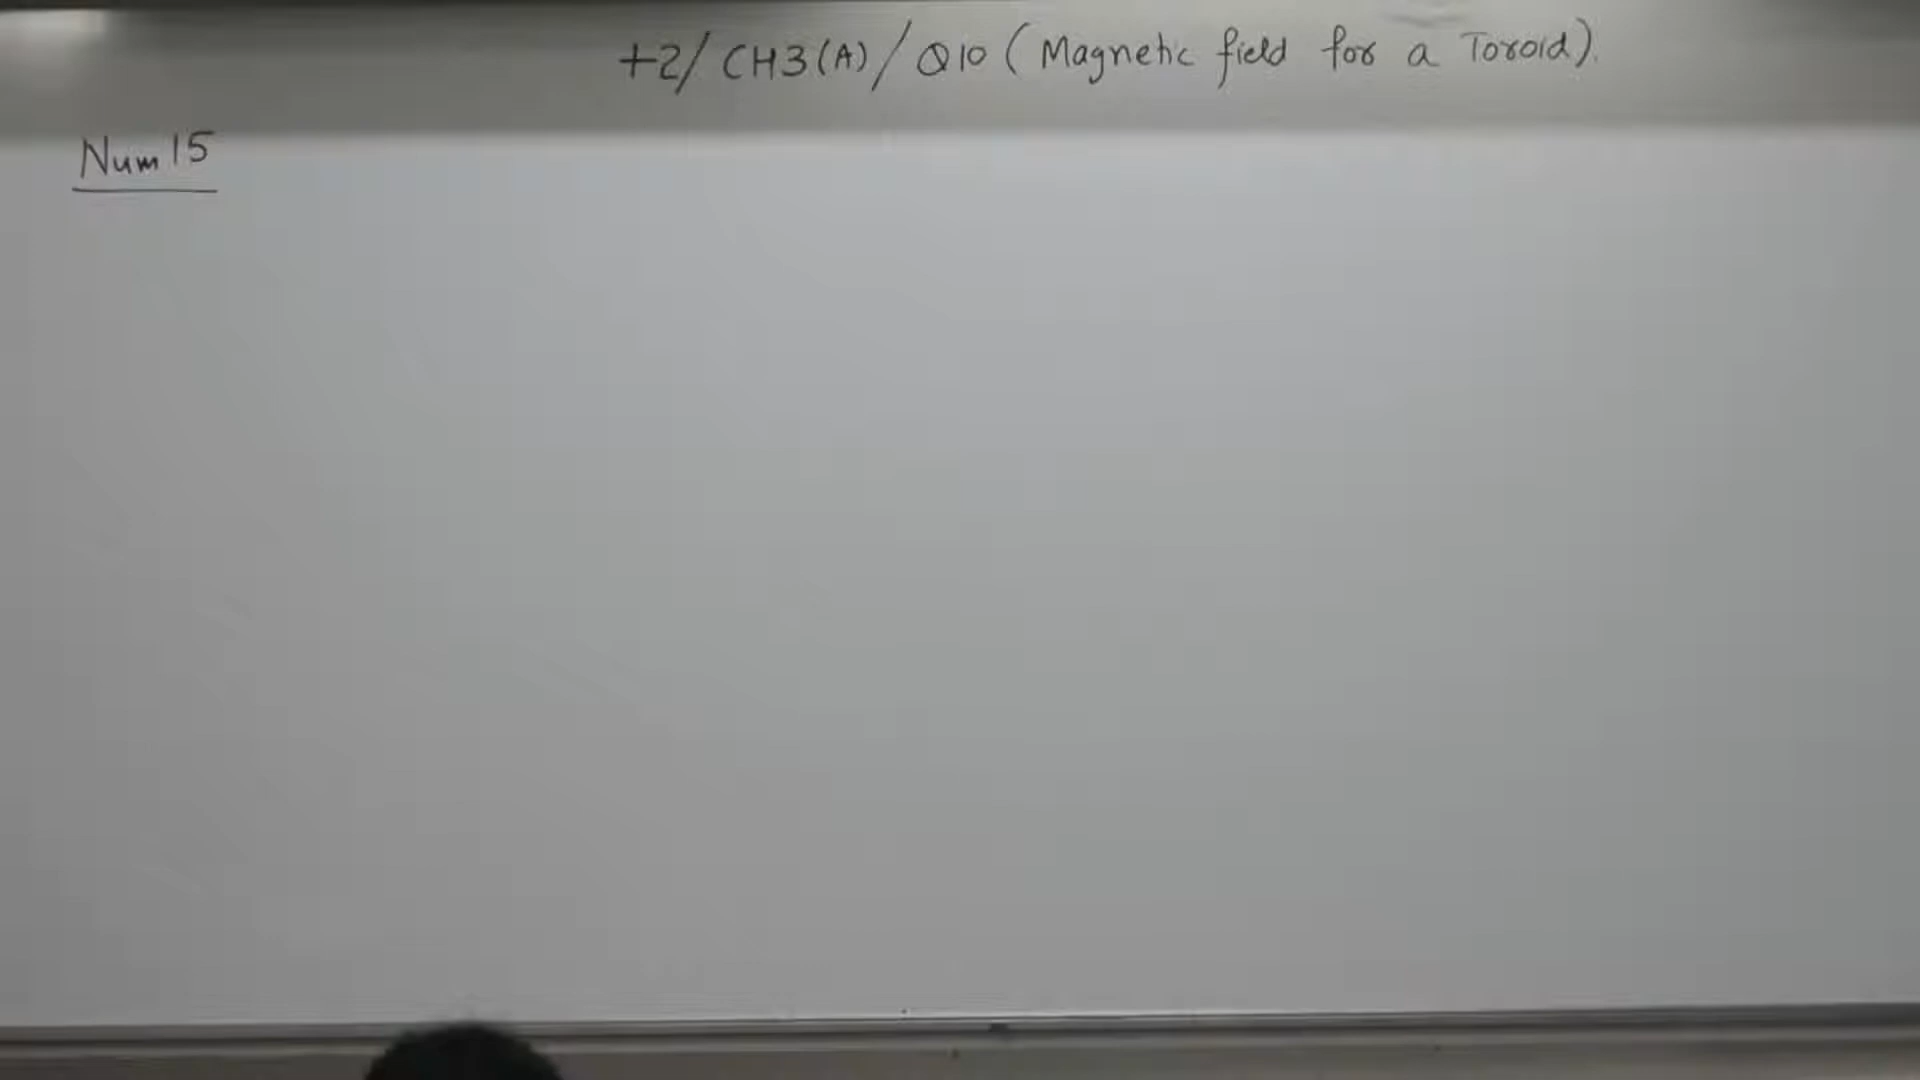 +2/ CH3(A)/ Q10 ( Magnetic field for a Toroid).
Num 15